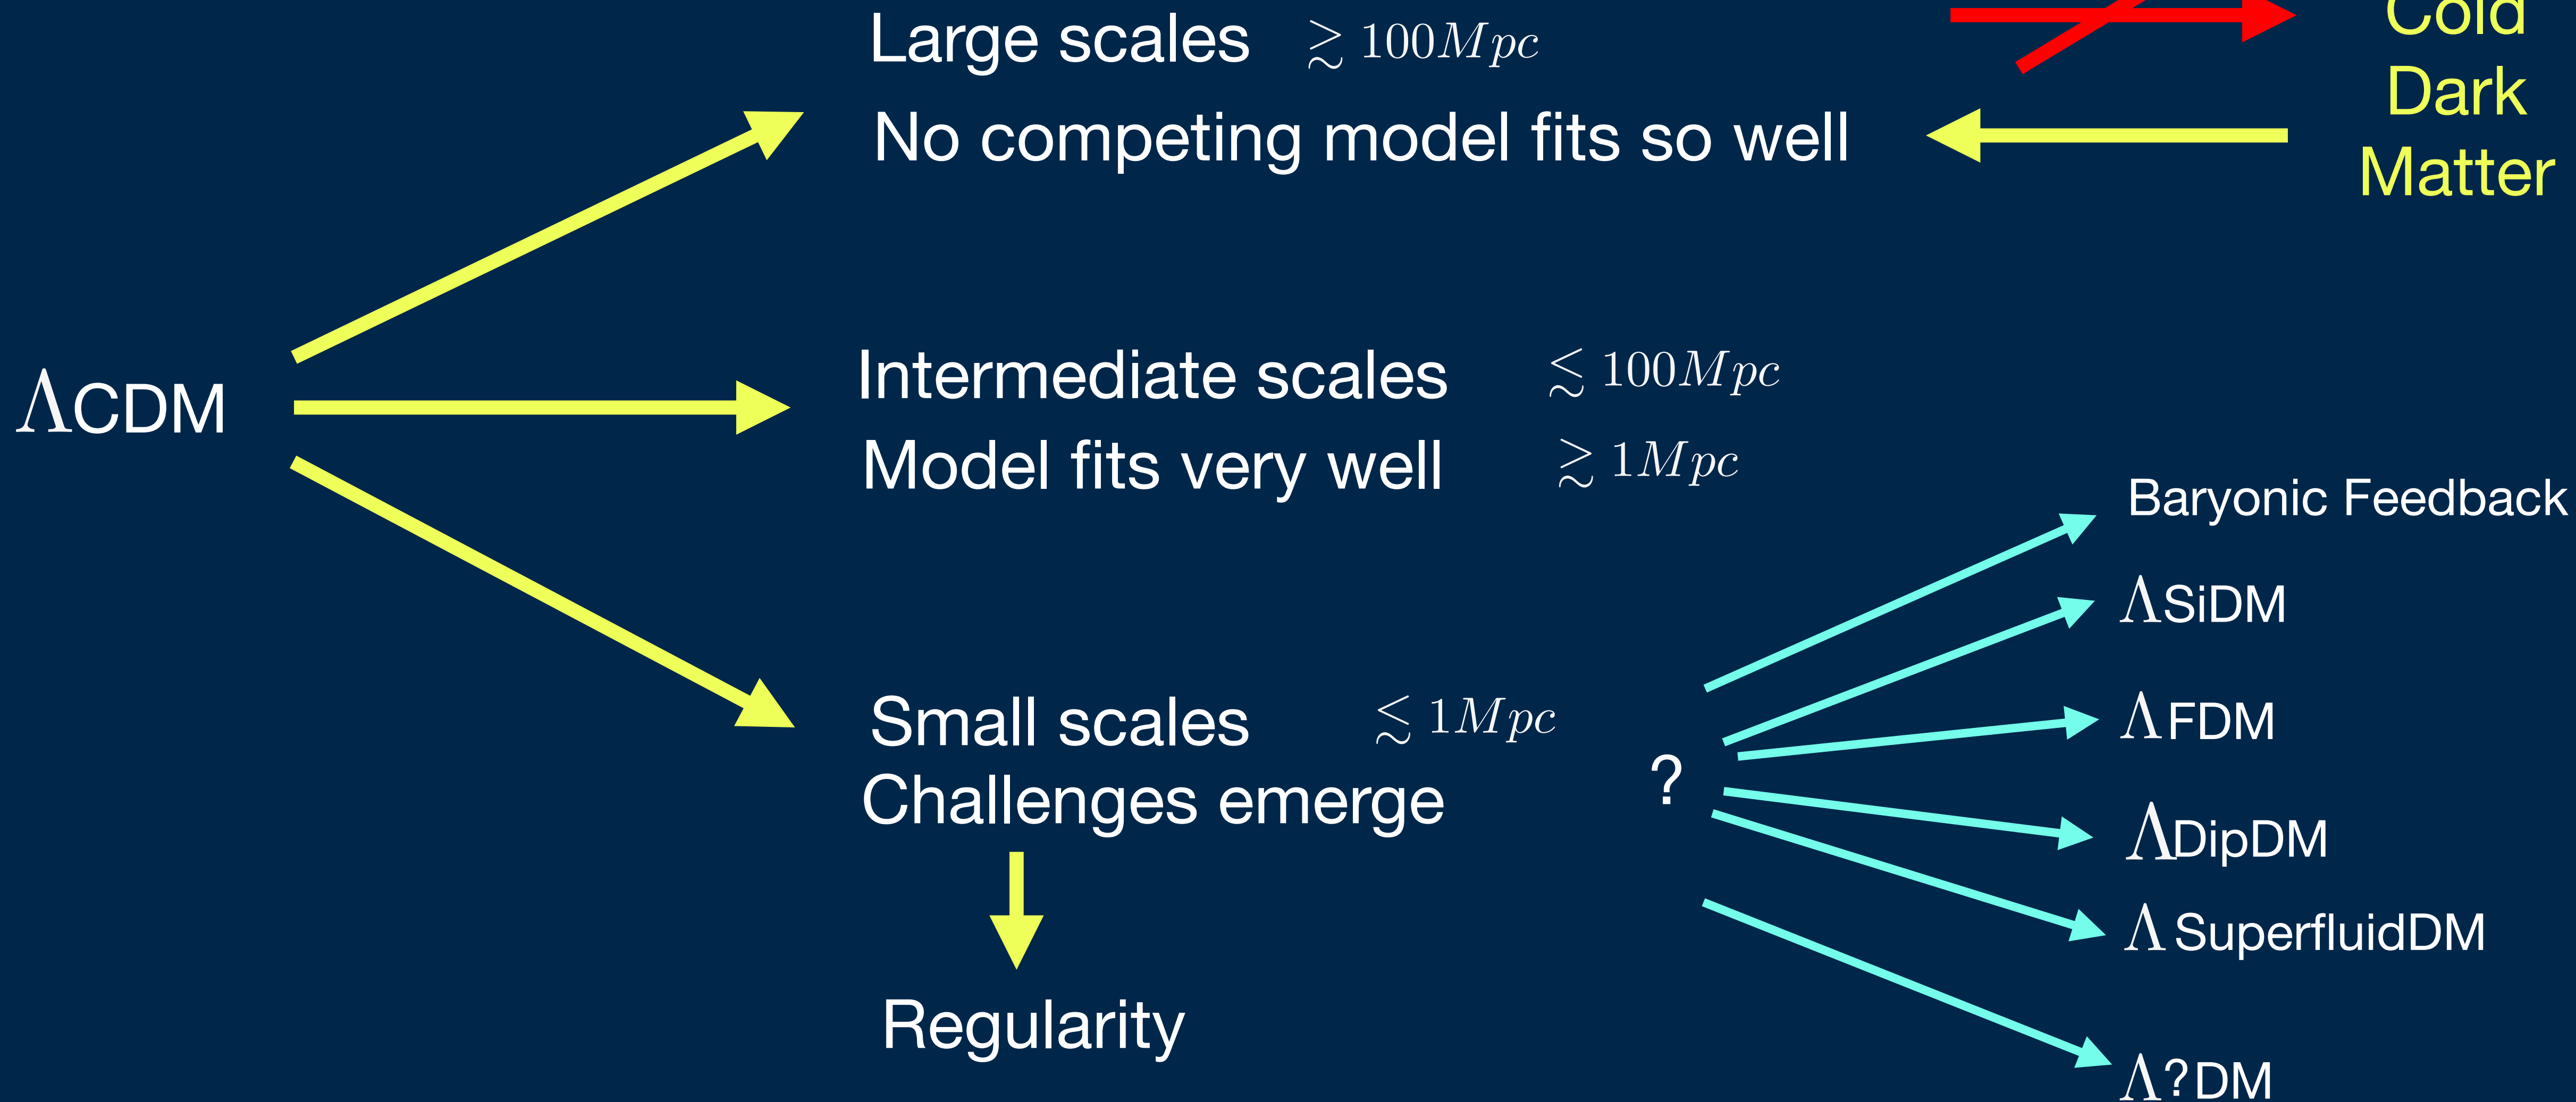 Large scales ≳ 100Mpc
No competing model fits so well
Cold
Dark
Matter
ΛCDM
Intermediate scales ≲ 100Mpc
Model fits very well ≳ 1Mpc
Small scales ≲ 1Mpc
Challenges emerge
?
Regularity
Baryonic Feedback
ΛSiDM
ΛFDM
ΛDipDM
Λ SuperfluidDM
Λ?DM